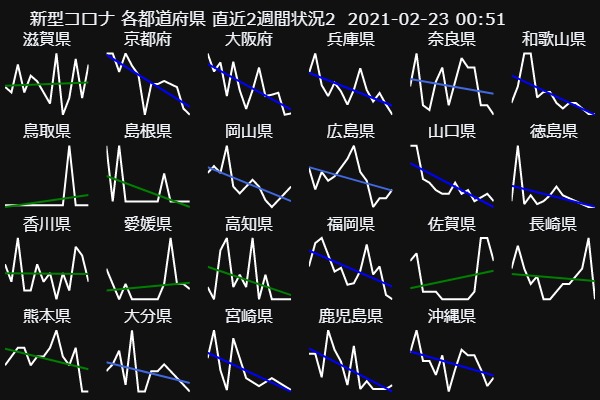 新型コロナ 各都道府県 直近2週間状況2 2021-02-23 00:51
滋賀県 京都府 大阪府 兵庫県 奈良県 和歌山県
鳥取県 島根県 岡山県 広島県 山口県 徳島県
香川県 愛媛県 高知県 福岡県 佐賀県 長崎県
熊本県 大分県 宮崎県 鹿児島県 沖縄県